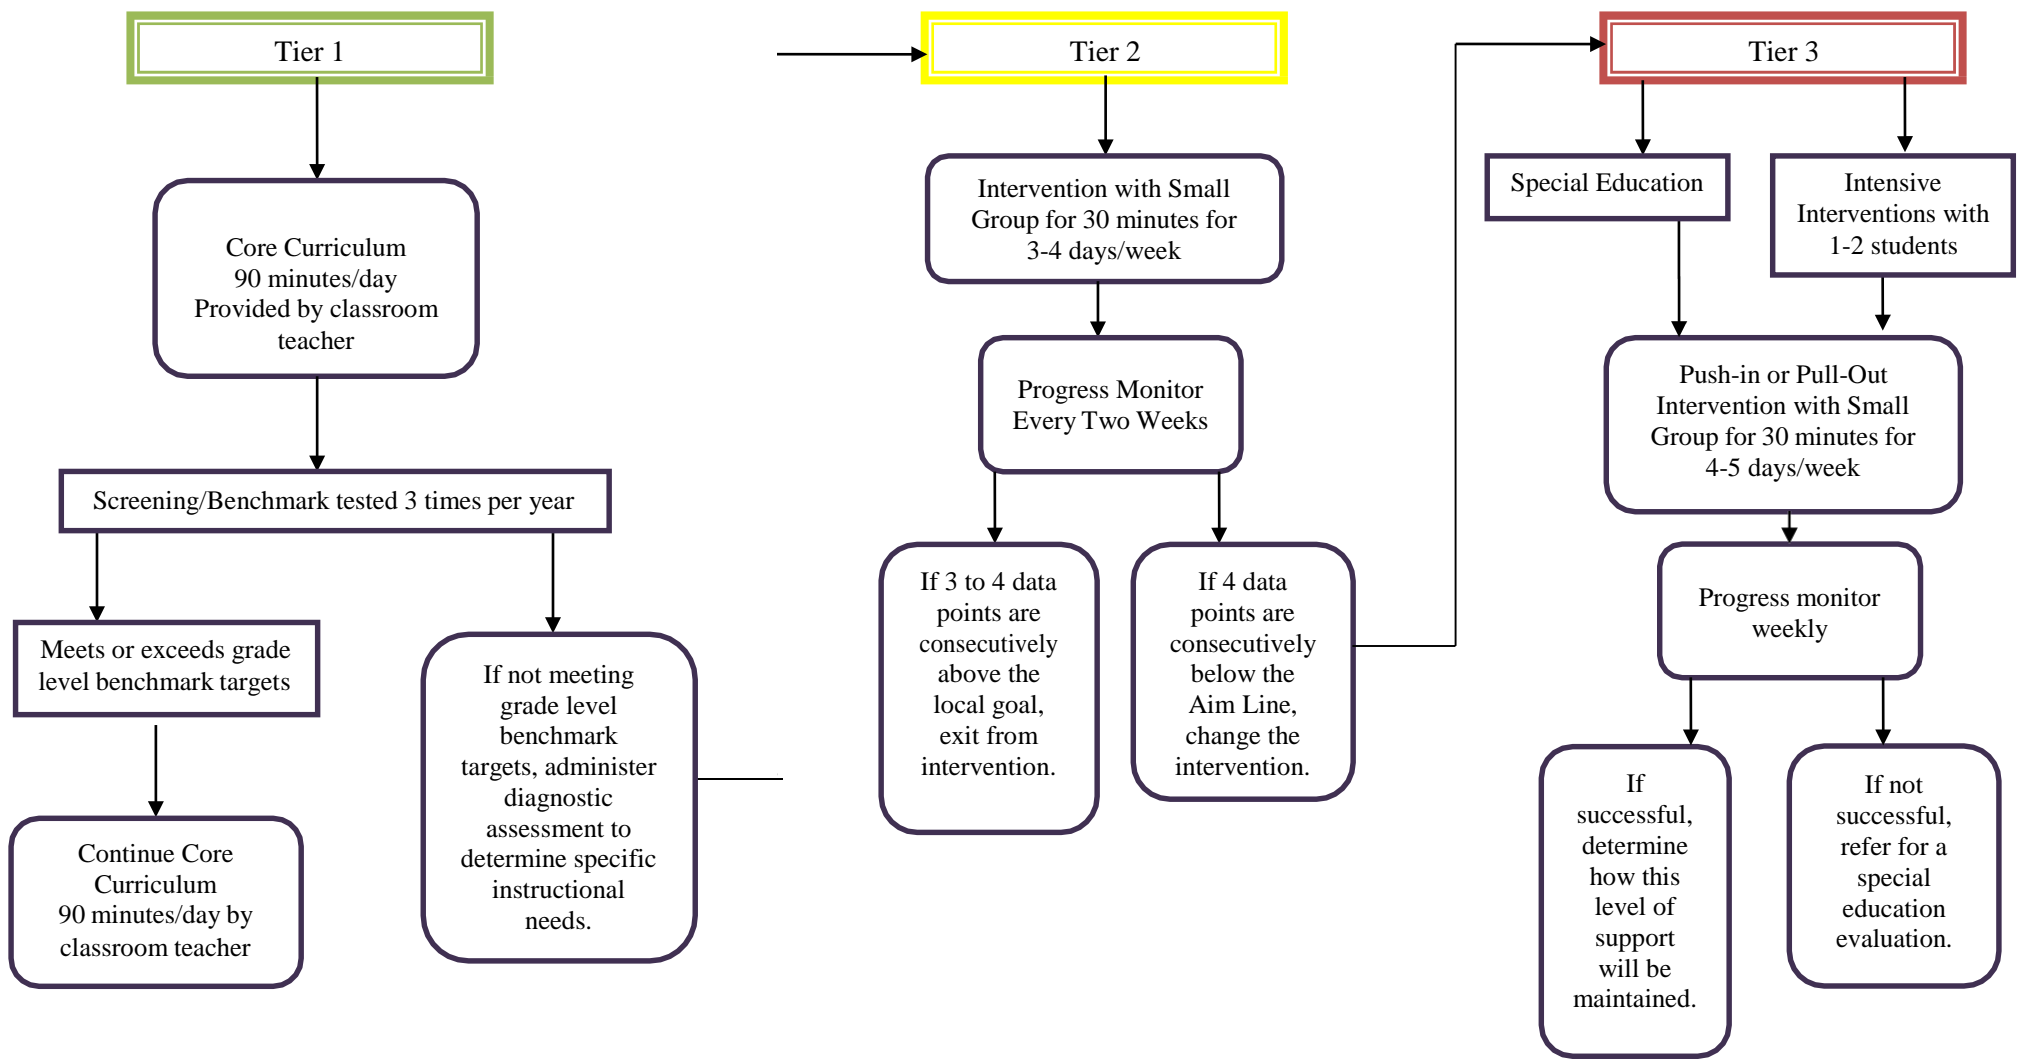 Tier 1
Core Curriculum
90 minutes/day
Provided by classroom
teacher
Screening/Benchmark tested 3 times per year
Meets or exceeds grade
level benchmark targets
Continue Core
Curriculum
90 minutes/day by
classroom teacher
If not meeting
grade level
benchmark
targets, administer
diagnostic
assessment to
determine specific
instructional
needs.
Tier 2
Intervention with Small
Group for 30 minutes for
3-4 days/week
Progress Monitor
Every Two Weeks
If 3 to 4 data
points are
consecutively
above the
local goal,
exit from
intervention.
If 4 data
points are
consecutively
below the
Aim Line,
change the
intervention.
Tier 3
Special Education
Intensive
Interventions with
1-2 students
Push-in or Pull-Out
Intervention with Small
Group for 30 minutes for
4-5 days/week
Progress monitor
weekly
If
successful,
determine
how this
level of
support
will be
maintained.
If not
successful,
refer for a
special
education
evaluation.